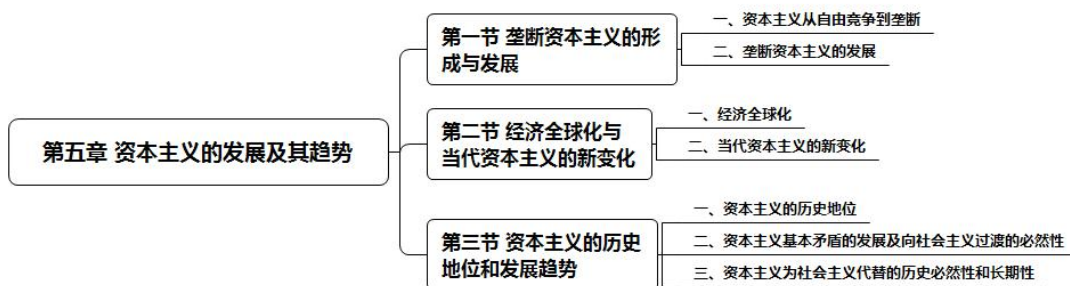 第五章 资本主义的发展及其趋势
第一节 垄断资本主义的形
成与发展
一、资本主义从自由竞争到垄断
二、垄断资本主义的发展
第二节 经济全球化与
当代资本主义的新变化
一、经济全球化
二、当代资本主义的新变化
第三节 资本主义的历史
地位和发展趋势
一、资本主义的历史地位
二、资本主义基本矛盾的发展及向社会主义过渡的必然性
三、资本主义为社会主义代替的历史必然性和长期性